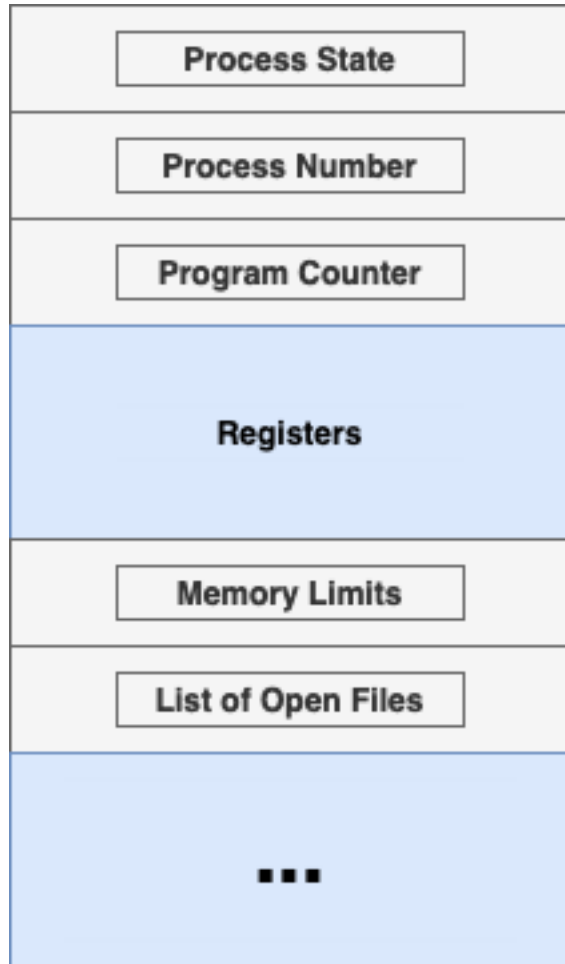 Process State
Process Number
Program Counter
Registers
Memory Limits
List of Open Files
...